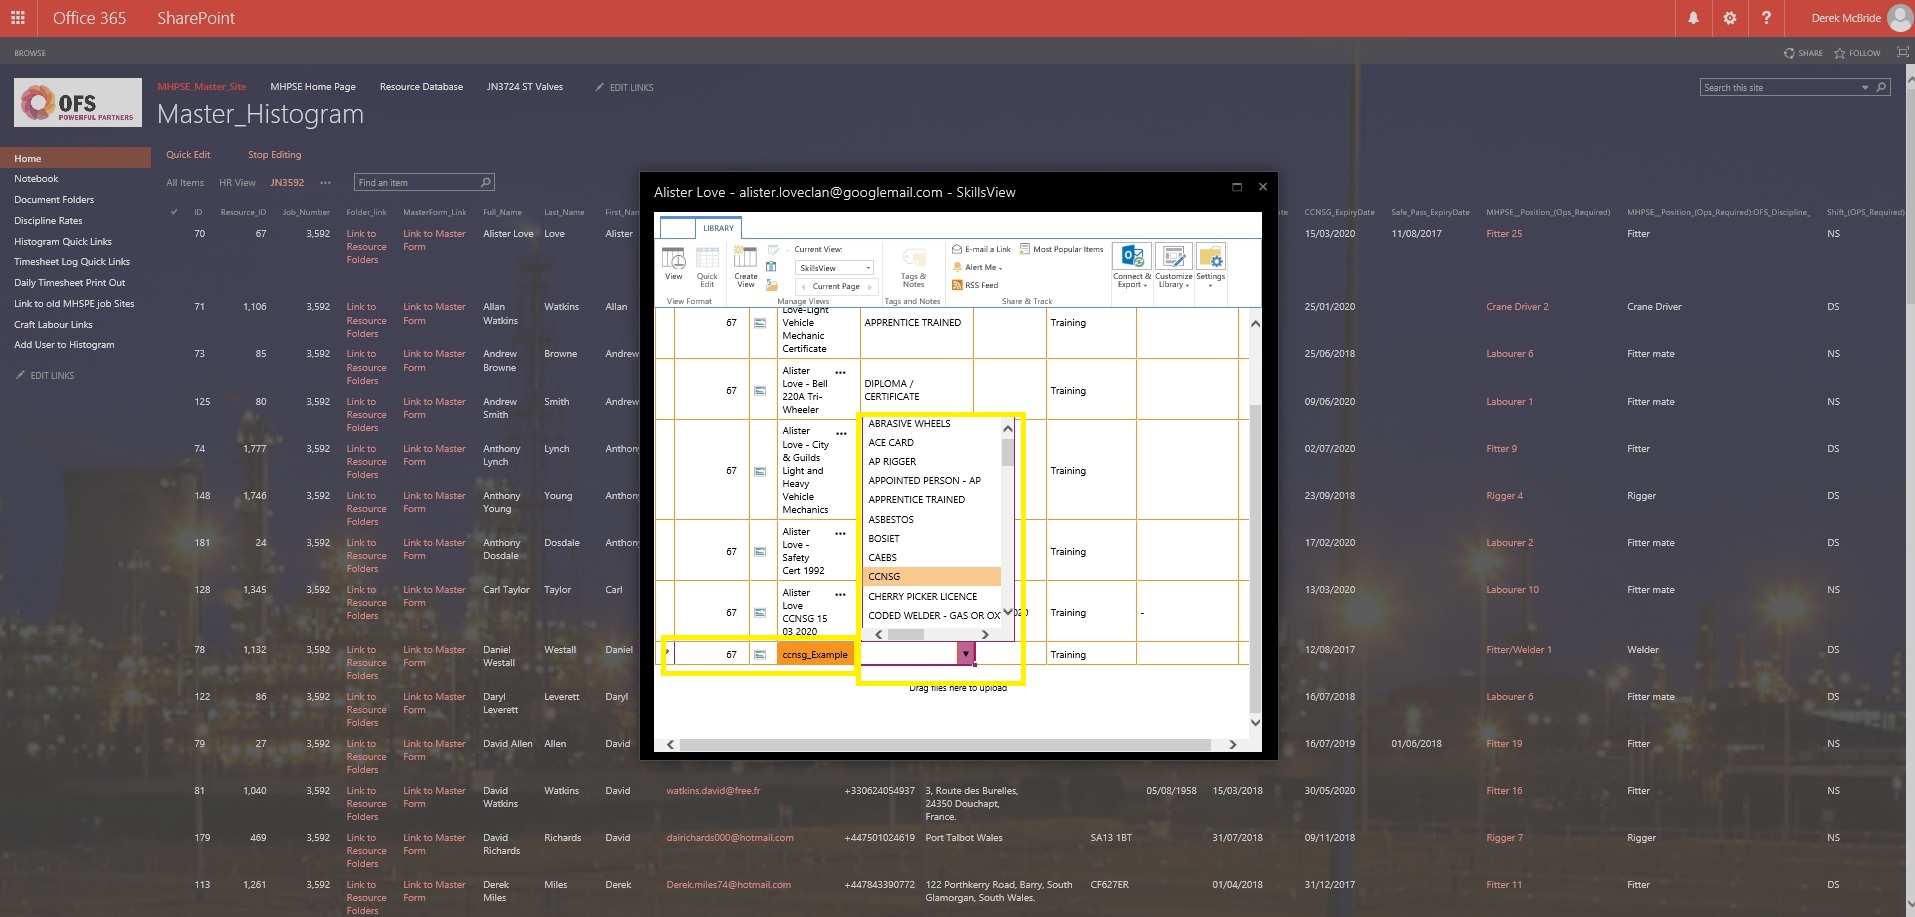 Office 365
SharePoint
Derek McBride
BROWSE
SHARE
FOLLOW
OFS
POWERFUL PARTNERS
MHPSE_Master_Site
MHPSE Home Page
Resource Database
JN3724 ST Valves
EDIT LINKS
Search this site
Master_Histogram
Home
Notebook
Document Folders
Discipline Rates
Histogram Quick Links
Timesheet Log Quick Links
Daily Timesheet Print Out
Link to old MHPSE job Sites
Craft Labour Links
Add User to Histogram
EDIT LINKS
Quick Edit
Stop Editing
All Items
HR View
JN3592
Find an item
ID Resource_ID Job_Number Folder_link MasterForm_Link Full_Name Last_Name First_Nam
CCNSG_ExpiryDate Safe_Pass_ExpiryDate MHPSE__Position_(Ops_Required) MHPSE__Position_(Ops_Required):OFS_Discipline_ Shift_(OPS_Required)
70 67 3,592 Link to Resource Folders Link to Master Form Alister Love Love Alister 15/03/2020 11/08/2017 Fitter 25 Fitter NS
71 1,106 3,592 Link to Resource Folders Link to Master Form Allan Watkins Watkins Allan 25/01/2020 Crane Driver 2 Crane Driver DS
73 85 3,592 Link to Resource Folders Link to Master Form Andrew Browne Browne Andrew 25/06/2018 Labourer 6 Fitter mate NS
125 80 3,592 Link to Resource Folders Link to Master Form Andrew Smith Smith Andrew 09/06/2020 Labourer 1 Fitter mate NS
74 1,777 3,592 Link to Resource Folders Link to Master Form Anthony Lynch Lynch Anthony 02/07/2020 Fitter 9 Fitter DS
148 1,746 3,592 Link to Resource Folders Link to Master Form Anthony Young Young Anthony 23/09/2018 Rigger 4 Rigger DS
181 24 3,592 Link to Resource Folders Link to Master Form Anthony Dosdale Dosdale Anthony 17/02/2020 Labourer 2 Fitter mate DS
128 1,345 3,592 Link to Resource Folders Link to Master Form Carl Taylor Taylor Carl 13/03/2020 Labourer 10 Fitter mate NS
78 1,132 3,592 Link to Resource Folders Link to Master Form Daniel Westall Westall Daniel 12/08/2017 Fitter/Welder 1 Welder DS
122 86 3,592 Link to Resource Folders Link to Master Form Daryl Leverett Leverett Daryl 16/07/2018 Labourer 6 Fitter mate DS
79 27 3,592 Link to Resource Folders Link to Master Form David Allen Allen David 16/07/2019 01/06/2018 Fitter 19 Fitter NS
81 1,040 3,592 Link to Resource Folders Link to Master Form David Watkins Watkins David watkins.david@free.fr +330624054937 3, Route des Burelles, 24350 Douchapt, France. 05/08/1958 15/03/2018 30/05/2020 Fitter 16 Fitter NS
179 469 3,592 Link to Resource Folders Link to Master Form David Richards Richards David dairichards000@hotmail.com +447501024619 Port Talbot Wales SA13 1BT 31/07/2018 09/11/2018 Rigger 7 Rigger NS
113 1,261 3,592 Link to Resource Folders Link to Master Form Derek Miles Miles Derek Derek.miles74@hotmail.com +447843390772 122 Porthkerry Road, Barry, South Glamorgan, South Wales. CF627ER 01/04/2018 31/12/2017 Fitter 11 Fitter DS
Alister Love - alister.loveclan@googlemail.com - SkillsView
LIBRARY
View
Quick Edit
View Format
Create View
Current View:
SkillsView
Current Page
Manage Views
Tags & Notes
Tags and Notes
E-mail a Link
Alert Me
RSS Feed
Most Popular Items
Share & Track
Connect & Export
Customize Library
Settings
67 Love-Light Vehicle Mechanic Certificate APPRENTICE TRAINED Training
67 Alister Love - Bell 220A Tri-Wheeler ... DIPLOMA / CERTIFICATE Training
67 Alister Love - City & Guilds Light and Heavy Vehicle Mechanics ... Training
67 Alister Love - Safety Cert 1992 ... Training
67 Alister Love CCNSG 15 03 2020 ... Training -
67 ccnsg_Example Training
ABRASIVE WHEELS
ACE CARD
AP RIGGER
APPOINTED PERSON - AP
APPRENTICE TRAINED
ASBESTOS
BOSIET
CAEBS
CCNSG
CHERRY PICKER LICENCE
CODED WELDER - GAS OR OX
Drag files here to upload